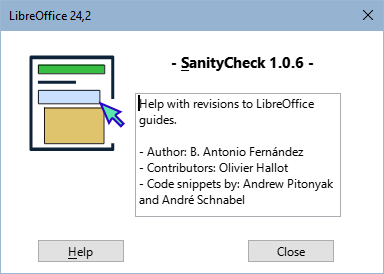 LibreOffice 24,2
- SanityCheck 1.0.6 -
Help with revisions to LibreOffice
guides.
- Author: B. Antonio Fernández
- Contributors: Olivier Hallot
- Code snippets by: Andrew Pitonyak
and André Schnabel
Help
Close